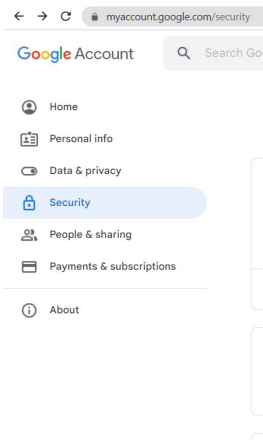 myaccount.google.com/security
Google Account
Search Go
Home
Personal info
Data & privacy
Security
People & sharing
Payments & subscriptions
About